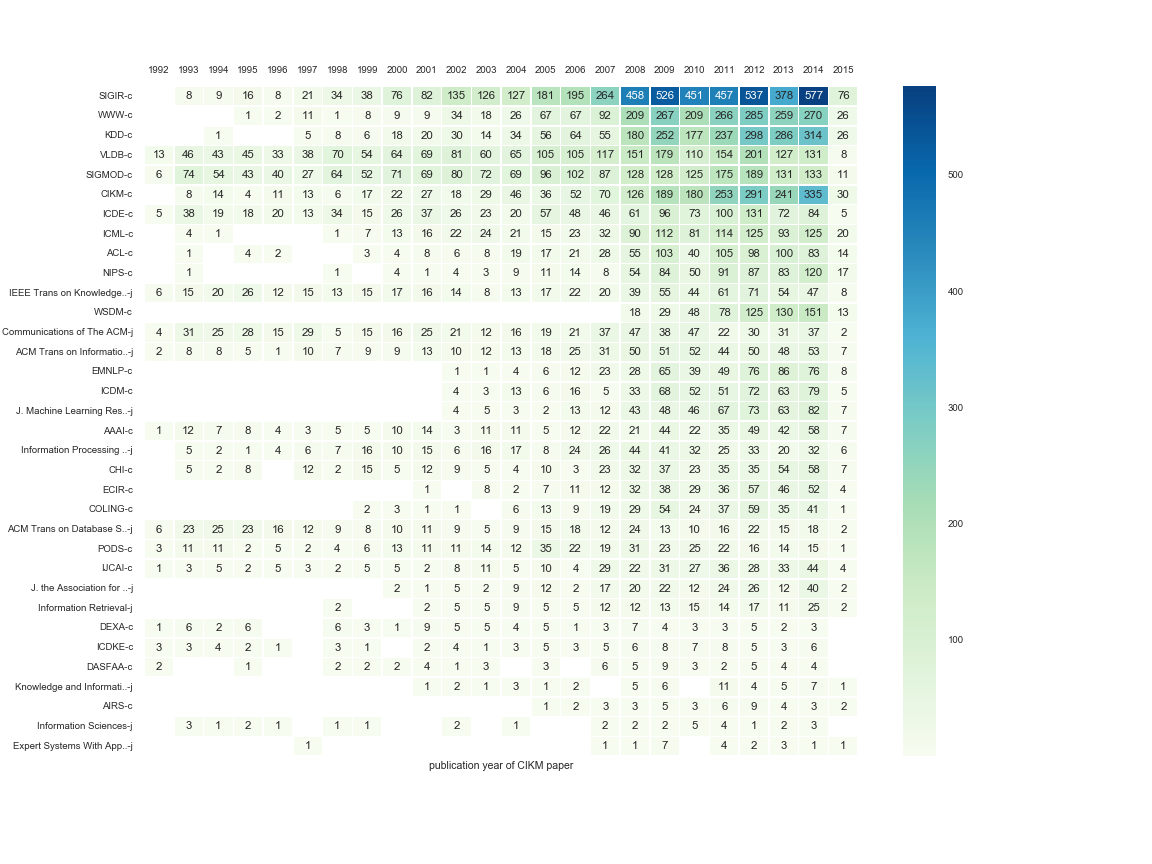 1992 1993 1994 1995 1996 1997 1998 1999 2000 2001 2002 2003 2004 2005 2006 2007 2008 2009 2010 2011 2012 2013 2014 2015
SIGIR-c 8 9 16 8 21 34 38 76 82 135 126 127 181 195 264 458 526 451 457 537 378 577 76
WWW-c 1 2 11 1 8 9 9 34 18 26 67 67 92 209 267 209 266 285 259 270 26
KDD-c 1 5 8 6 18 20 30 14 34 56 64 55 180 252 177 237 298 286 314 26
VLDB-c 13 46 43 45 33 38 70 54 64 69 81 60 65 105 105 117 151 179 110 154 201 127 131 8
SIGMOD-c 6 74 54 43 40 27 64 52 71 69 80 72 69 96 102 87 128 128 125 175 189 131 133 11
CIKM-c 8 14 4 11 13 6 17 22 27 18 29 46 36 52 70 126 189 180 253 291 241 335 30
500
ICDE-c 5 38 19 18 20 13 34 15 26 37 26 23 20 57 48 46 61 96 73 100 131 72 84 5
ICML-c 4 1 1 7 13 16 22 24 21 15 23 32 90 112 81 114 125 93 125 20
ACL-c 1 4 2 3 4 8 6 8 19 17 21 28 55 103 40 105 98 100 83 14
NIPS-c 1 1 4 1 4 3 9 11 14 8 54 84 50 91 87 83 120 17
IEEE Trans on Knowledge..-j 6 15 20 26 12 15 13 15 17 16 14 8 13 17 22 20 39 55 44 61 71 54 47 8
400
WSDM-c 18 29 48 78 125 130 151 13
Communications of The ACM-j 4 31 25 28 15 29 5 15 16 25 21 12 16 19 21 37 47 38 47 22 30 31 37 2
ACM Trans on Informatio..-j 2 8 8 5 1 10 7 9 9 13 10 12 13 18 25 31 50 51 52 44 50 48 53 7
EMNLP-c 1 1 4 6 12 23 28 65 39 49 76 86 76 8
ICDM-c 4 3 13 6 16 5 33 68 52 51 72 63 79 5
J. Machine Learning Res..-j 4 5 3 2 13 12 43 48 46 67 73 63 82 7
300
AAAI-c 1 12 7 8 4 3 5 5 10 14 3 11 11 5 12 22 21 44 22 35 49 42 58 7
Information Processing ..-j 5 2 1 4 6 7 16 10 15 6 16 17 8 24 26 44 41 32 25 33 20 32 6
CHI-c 5 2 8 12 2 15 5 12 9 5 4 10 3 23 32 37 23 35 35 54 58 7
ECIR-c 1 8 2 7 11 12 32 38 29 36 57 46 52 4
COLING-c 2 3 1 1 6 13 9 19 29 54 24 37 59 35 41 1
200
ACM Trans on Database S..-j 6 23 25 23 16 12 9 8 10 11 9 5 9 15 18 12 24 13 10 16 22 15 18 2
PODS-c 3 11 11 2 5 2 4 6 13 11 11 14 12 35 22 19 31 23 25 22 16 14 15 1
IJCAI-c 1 3 5 2 5 3 2 5 5 2 8 11 5 10 4 29 22 31 27 36 28 33 44 4
J. the Association for ..-j 2 1 5 2 9 12 2 17 20 22 12 24 26 12 40 2
Information Retrieval-j 2 2 5 5 9 5 5 12 12 13 15 14 17 11 25 2
DEXA-c 1 6 2 6 6 3 1 9 5 5 4 5 1 3 7 4 3 3 5 2 3
100
ICDKE-c 3 3 4 2 1 3 1 2 4 1 3 5 3 5 6 8 7 8 5 3 6
DASFAA-c 2 1 2 2 2 4 1 3 3 6 5 9 3 2 5 4 4
Knowledge and Informati..-j 1 2 1 3 1 2 5 6 11 4 5 7 1
AIRS-c 1 2 3 3 5 3 6 9 4 3 2
Information Sciences-j 3 1 2 1 1 1 2 1 2 2 2 5 4 1 2 3
Expert Systems With App..-j 1 1 1 7 4 2 3 1 1
publication year of CIKM paper